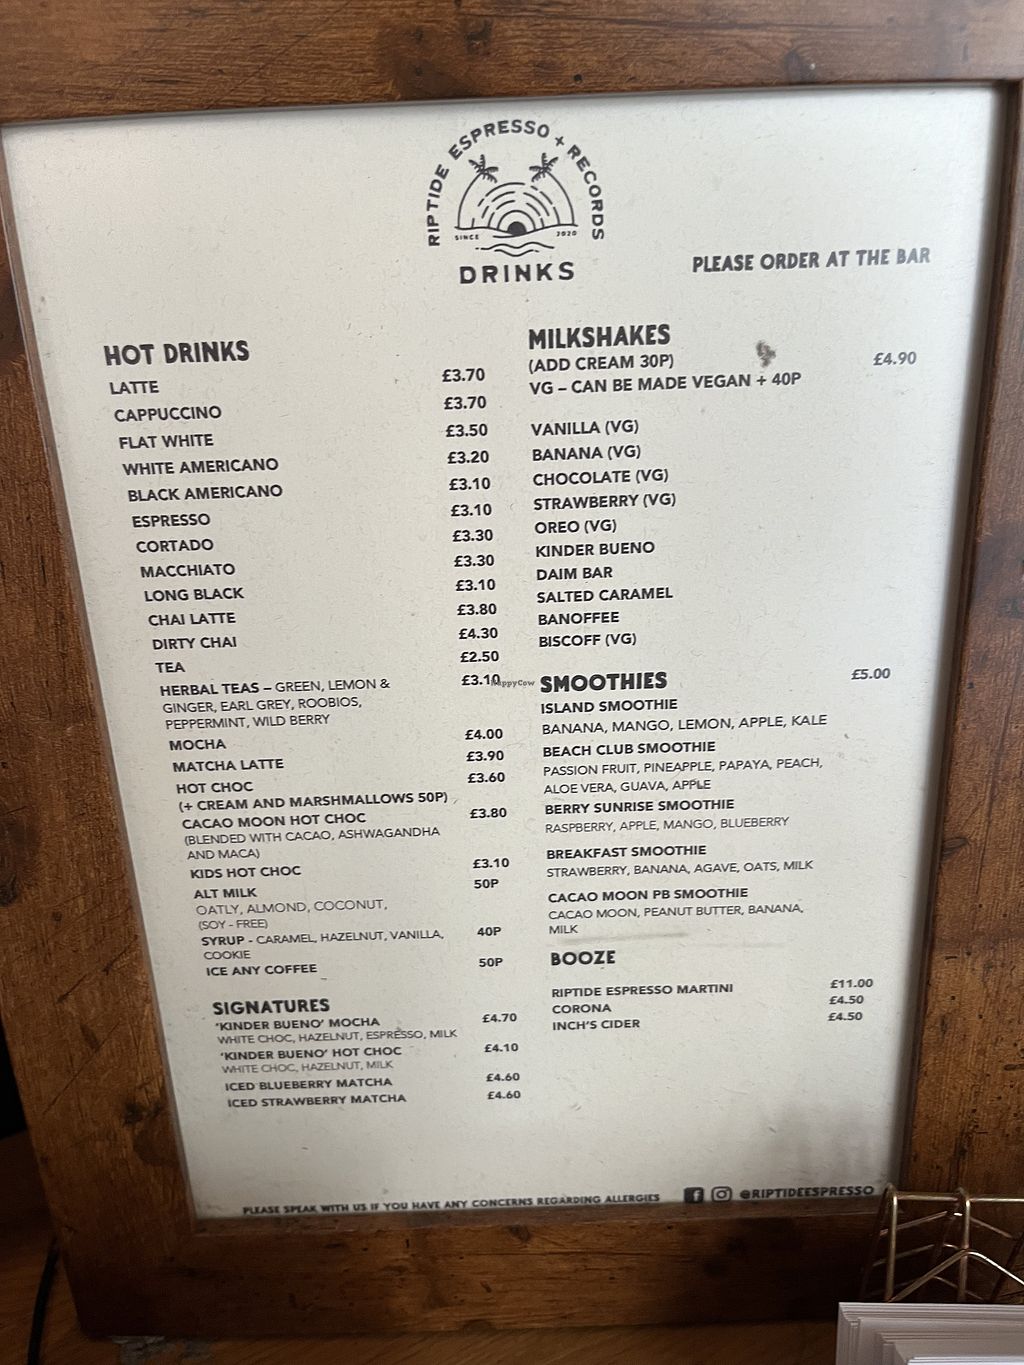 RIPTIDE ESPRESSO + RECORDS
SINCE 2020
DRINKS
PLEASE ORDER AT THE BAR
HOT DRINKS
LATTE £3.70
CAPPUCCINO £3.70
FLAT WHITE £3.50
WHITE AMERICANO £3.20
BLACK AMERICANO £3.10
ESPRESSO £3.10
CORTADO £3.30
MACCHIATO £3.30
LONG BLACK £3.10
CHAI LATTE £3.80
DIRTY CHAI £4.30
TEA £2.50
HERBAL TEAS – GREEN, LEMON & £3.10
GINGER, EARL GREY, ROOBIOS,
PEPPERMINT, WILD BERRY
MOCHA £4.00
MATCHA LATTE £3.90
HOT CHOC £3.60
(+ CREAM AND MARSHMALLOWS 50P)
CACAO MOON HOT CHOC £3.80
(BLENDED WITH CACAO, ASHWAGANDHA
AND MACA)
KIDS HOT CHOC £3.10
ALT MILK 50P
OATLY, ALMOND, COCONUT,
(SOY - FREE)
SYRUP - CARAMEL, HAZELNUT, VANILLA, 40P
COOKIE
ICE ANY COFFEE 50P
SIGNATURES
'KINDER BUENO' MOCHA £4.70
WHITE CHOC, HAZELNUT, ESPRESSO, MILK
'KINDER BUENO' HOT CHOC £4.10
WHITE CHOC, HAZELNUT, MILK
ICED BLUEBERRY MATCHA £4.60
ICED STRAWBERRY MATCHA £4.60
MILKSHAKES
(ADD CREAM 30P) £4.90
VG – CAN BE MADE VEGAN + 40P
VANILLA (VG)
BANANA (VG)
CHOCOLATE (VG)
STRAWBERRY (VG)
OREO (VG)
KINDER BUENO
DAIM BAR
SALTED CARAMEL
BANOFFEE
BISCOFF (VG)
HappyCow
SMOOTHIES £5.00
ISLAND SMOOTHIE
BANANA, MANGO, LEMON, APPLE, KALE
BEACH CLUB SMOOTHIE
PASSION FRUIT, PINEAPPLE, PAPAYA, PEACH,
ALOE VERA, GUAVA, APPLE
BERRY SUNRISE SMOOTHIE
RASPBERRY, APPLE, MANGO, BLUEBERRY
BREAKFAST SMOOTHIE
STRAWBERRY, BANANA, AGAVE, OATS, MILK
CACAO MOON PB SMOOTHIE
CACAO MOON, PEANUT BUTTER, BANANA,
MILK
BOOZE
RIPTIDE ESPRESSO MARTINI £11.00
CORONA £4.50
INCH'S CIDER £4.50
PLEASE SPEAK WITH US IF YOU HAVE ANY CONCERNS REGARDING ALLERGIES
@RIPTIDEESPRESSO